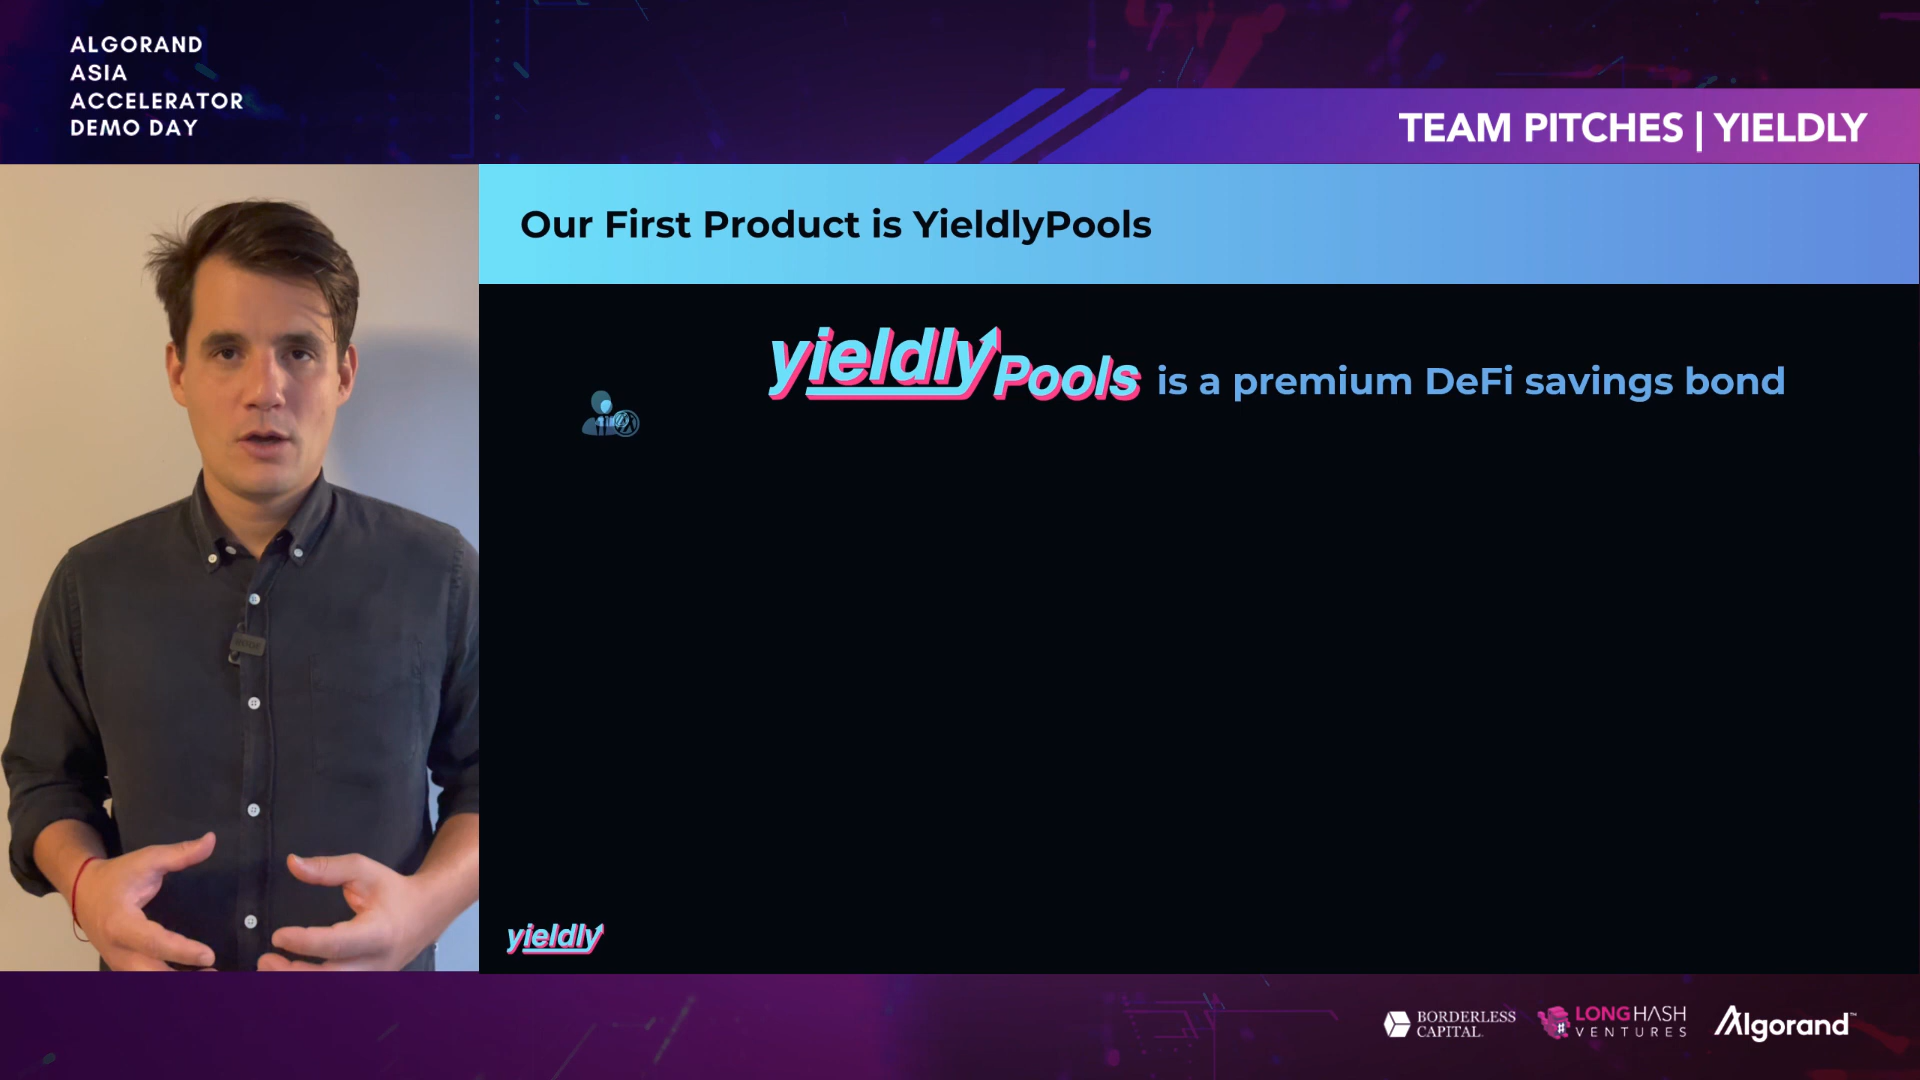 ALGORAND
ASIA
ACCELERATOR
DEMO DAY
TEAM PITCHES | YIELDLY
Our First Product is YieldlyPools
yieldly Pools is a premium DeFi savings bond
yieldly
BORDERLESS
CAPITAL
LONGHASH
VENTURES
Algorand™